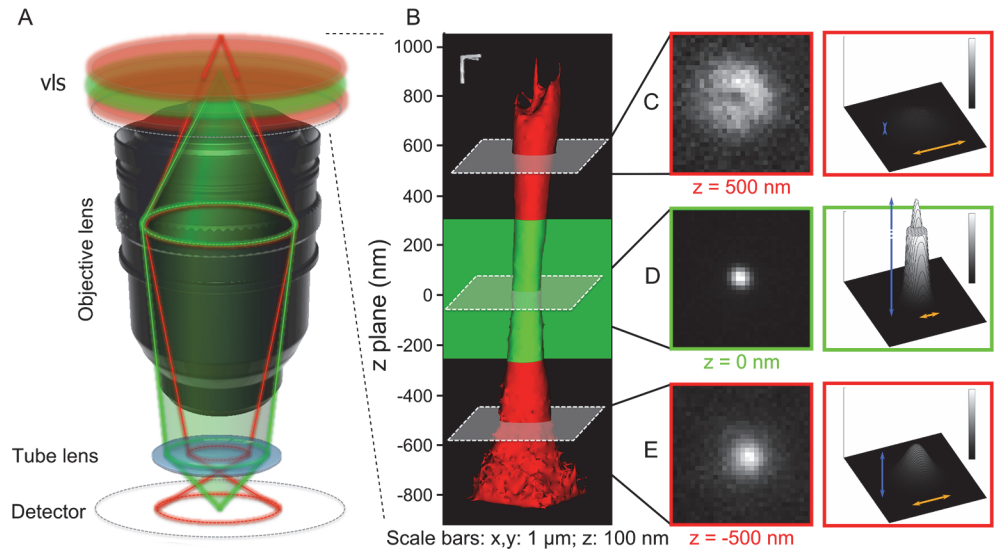 A
B
vls
Objective lens
Tube lens
Detector
z plane (nm)
1000
800
600
400
200
0
-200
-400
-600
-800
Scale bars: x,y: 1 µm; z: 100 nm
C
z = 500 nm
D
z = 0 nm
E
z = -500 nm